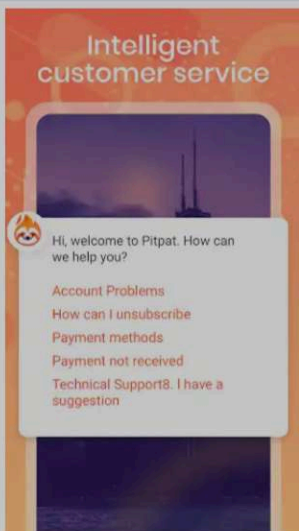 Intelligent
customer service
Hi, welcome to Pitpat. How can
we help you?
Account Problems
How can I unsubscribe
Payment methods
Payment not received
Technical Support8. I have a
suggestion